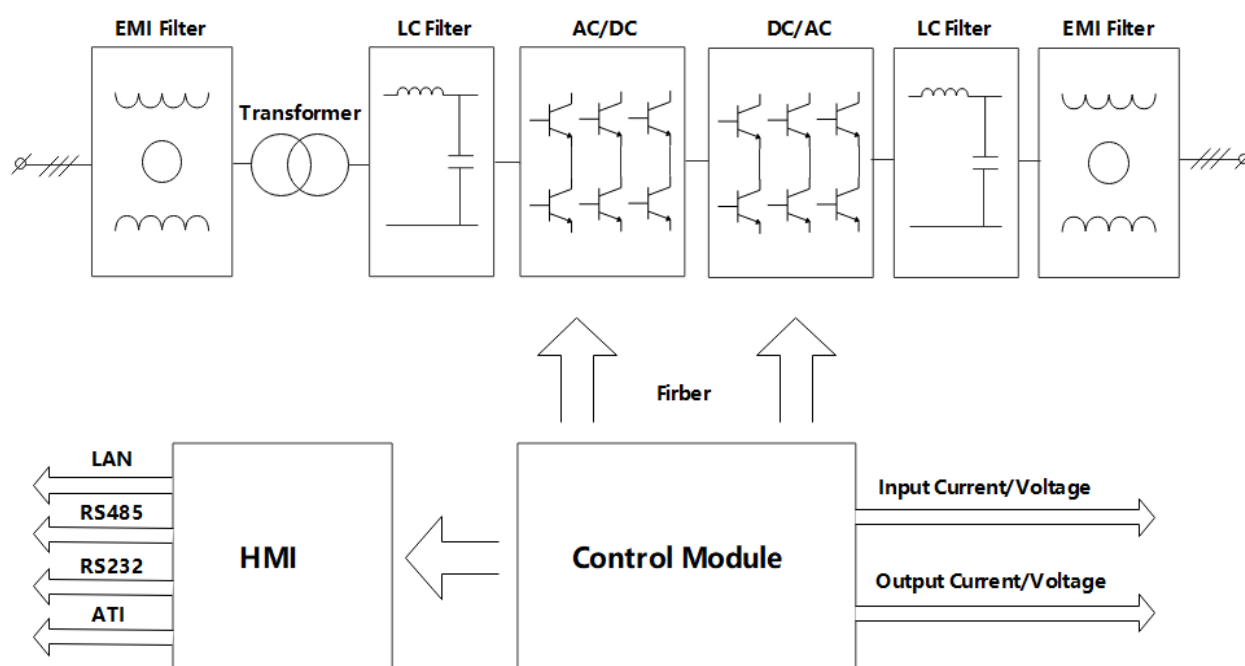 EMI Filter
LC Filter
AC/DC
DC/AC
LC Filter
EMI Filter
Transformer
Firber
LAN
RS485
RS232
ATI
HMI
Control Module
Input Current/Voltage
Output Current/Voltage